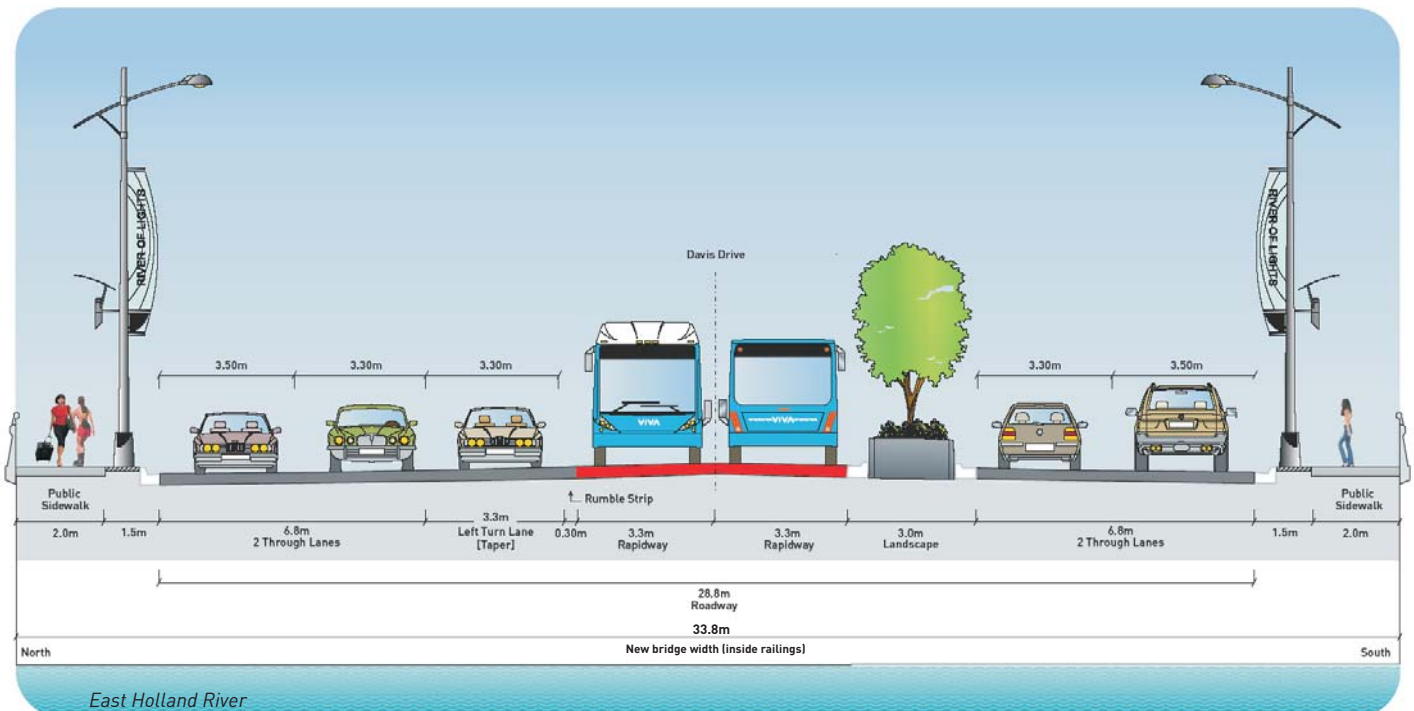 RIVER OF LIGHTS
RIVER OF LIGHTS
Davis Drive
3.50m
3.30m
3.30m
3.30m
3.50m
VIVA
VIVA
Rumble Strip
Public
Sidewalk
Public
Sidewalk
2.0m
1.5m
6.8m
2 Through Lanes
3.3m
Left Turn Lane
[Taper]
0.30m
3.3m
Rapidway
3.3m
Rapidway
3.0m
Landscape
6.8m
2 Through Lanes
1.5m
2.0m
28.8m
Roadway
33.8m
New bridge width (inside railings)
North
South
East Holland River